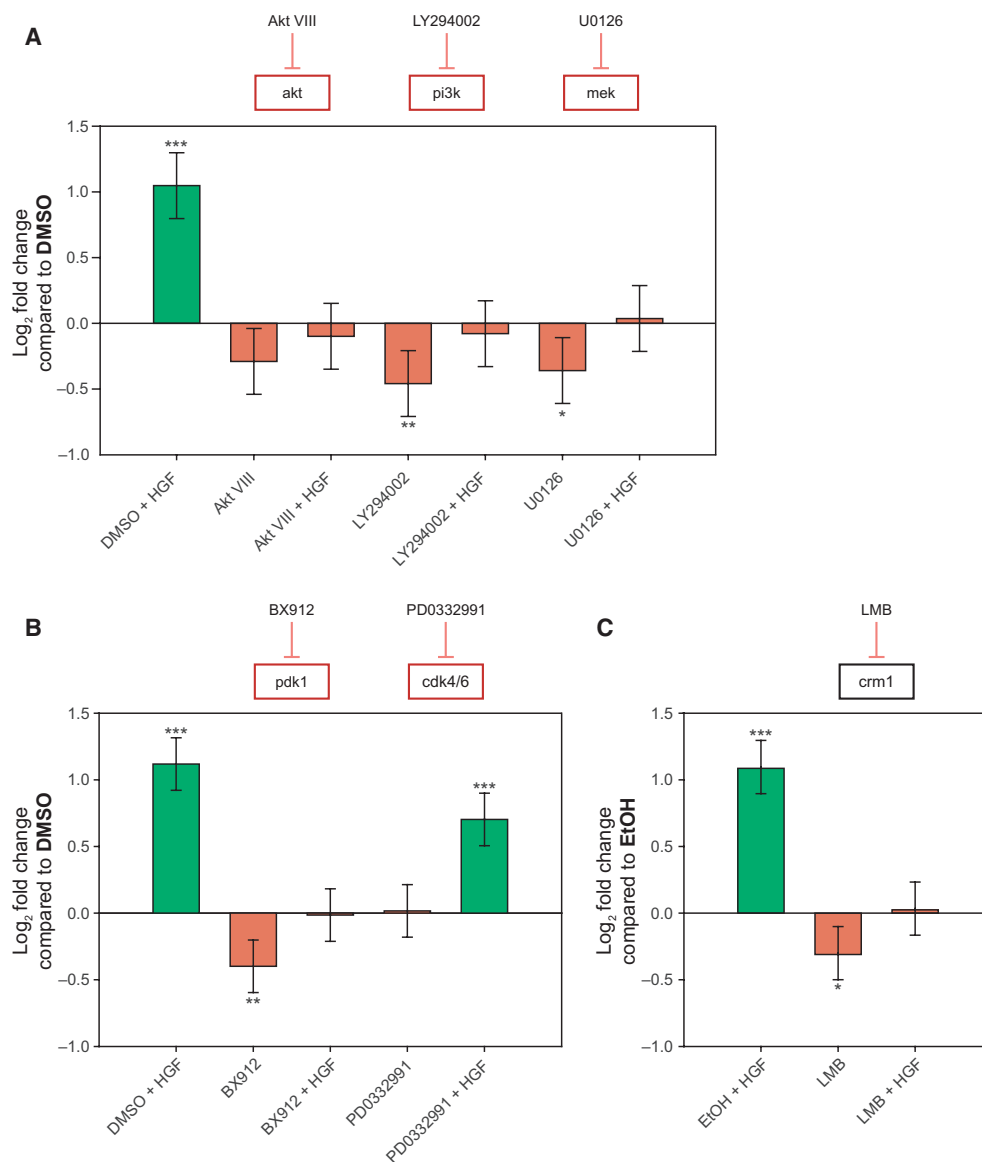 A
Akt VIII LY294002 U0126
akt pi3k mek
Log₂ fold change
compared to DMSO
1.5
1.0
0.5
0.0
–0.5
–1.0
***
**
*
DMSO + HGF
Akt VIII
Akt VIII + HGF
LY294002
LY294002 + HGF
U0126
U0126 + HGF
B
BX912 PD0332991
pdk1 cdk4/6
Log₂ fold change
compared to DMSO
1.5
1.0
0.5
0.0
–0.5
–1.0
***
**
***
DMSO + HGF
BX912
BX912 + HGF
PD0332991
PD0332991 + HGF
C
LMB
crm1
Log₂ fold change
compared to EtOH
1.5
1.0
0.5
0.0
–0.5
–1.0
***
*
EtOH + HGF
LMB
LMB + HGF